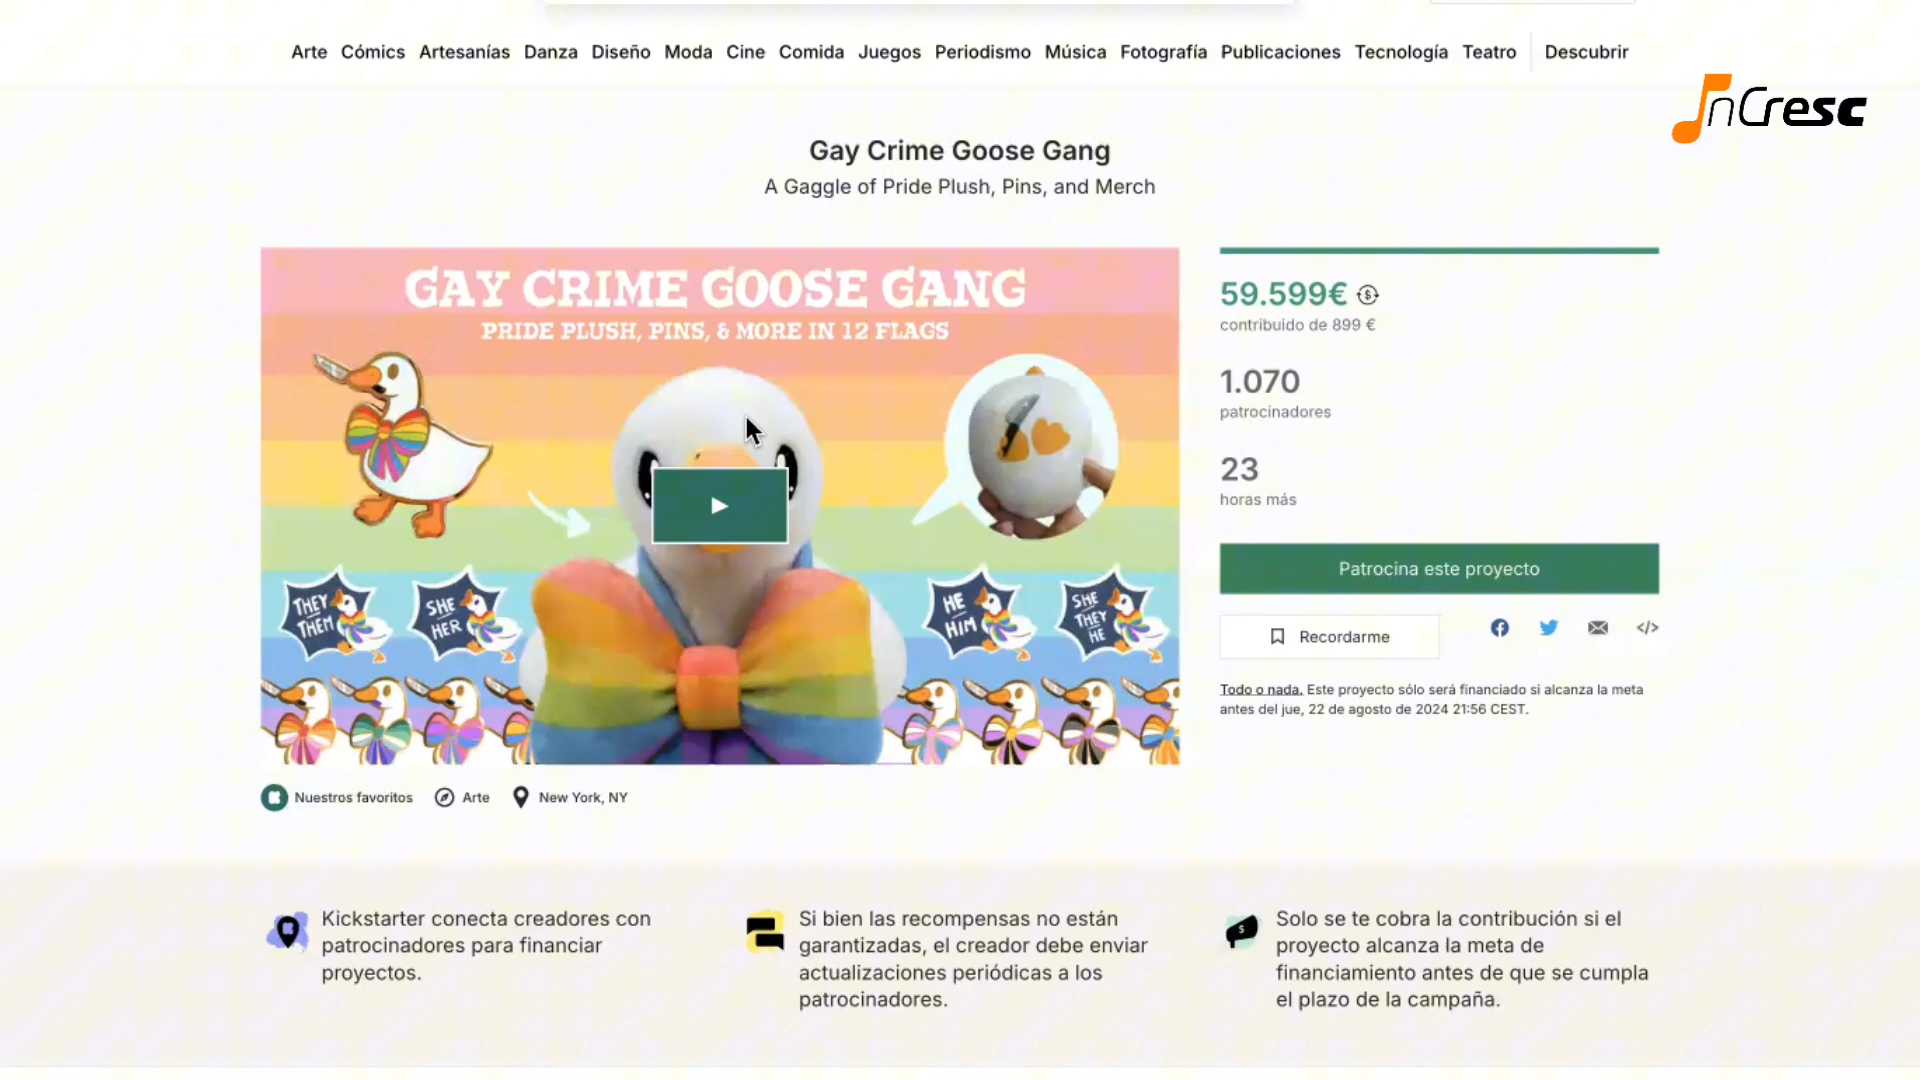 Arte Cómics Artesanías Danza Diseño Moda Cine Comida Juegos Periodismo Música Fotografía Publicaciones Tecnología Teatro Descubrir
nCresc
Gay Crime Goose Gang
A Gaggle of Pride Plush, Pins, and Merch
GAY CRIME GOOSE GANG
PRIDE PLUSH, PINS, & MORE IN 12 FLAGS
THEY
THEM
SHE
HER
HE
HIM
SHE
THEY
HE
59.599€
contribuido de 899 €
1.070
patrocinadores
23
horas más
Patrocina este proyecto
Recordarme
Todo o nada. Este proyecto sólo será financiado si alcanza la meta
antes del jue, 22 de agosto de 2024 21:56 CEST.
Nuestros favoritos Arte New York, NY
Kickstarter conecta creadores con
patrocinadores para financiar
proyectos.
Si bien las recompensas no están
garantizadas, el creador debe enviar
actualizaciones periódicas a los
patrocinadores.
Solo se te cobra la contribución si el
proyecto alcanza la meta de
financiamiento antes de que se cumpla
el plazo de la campaña.